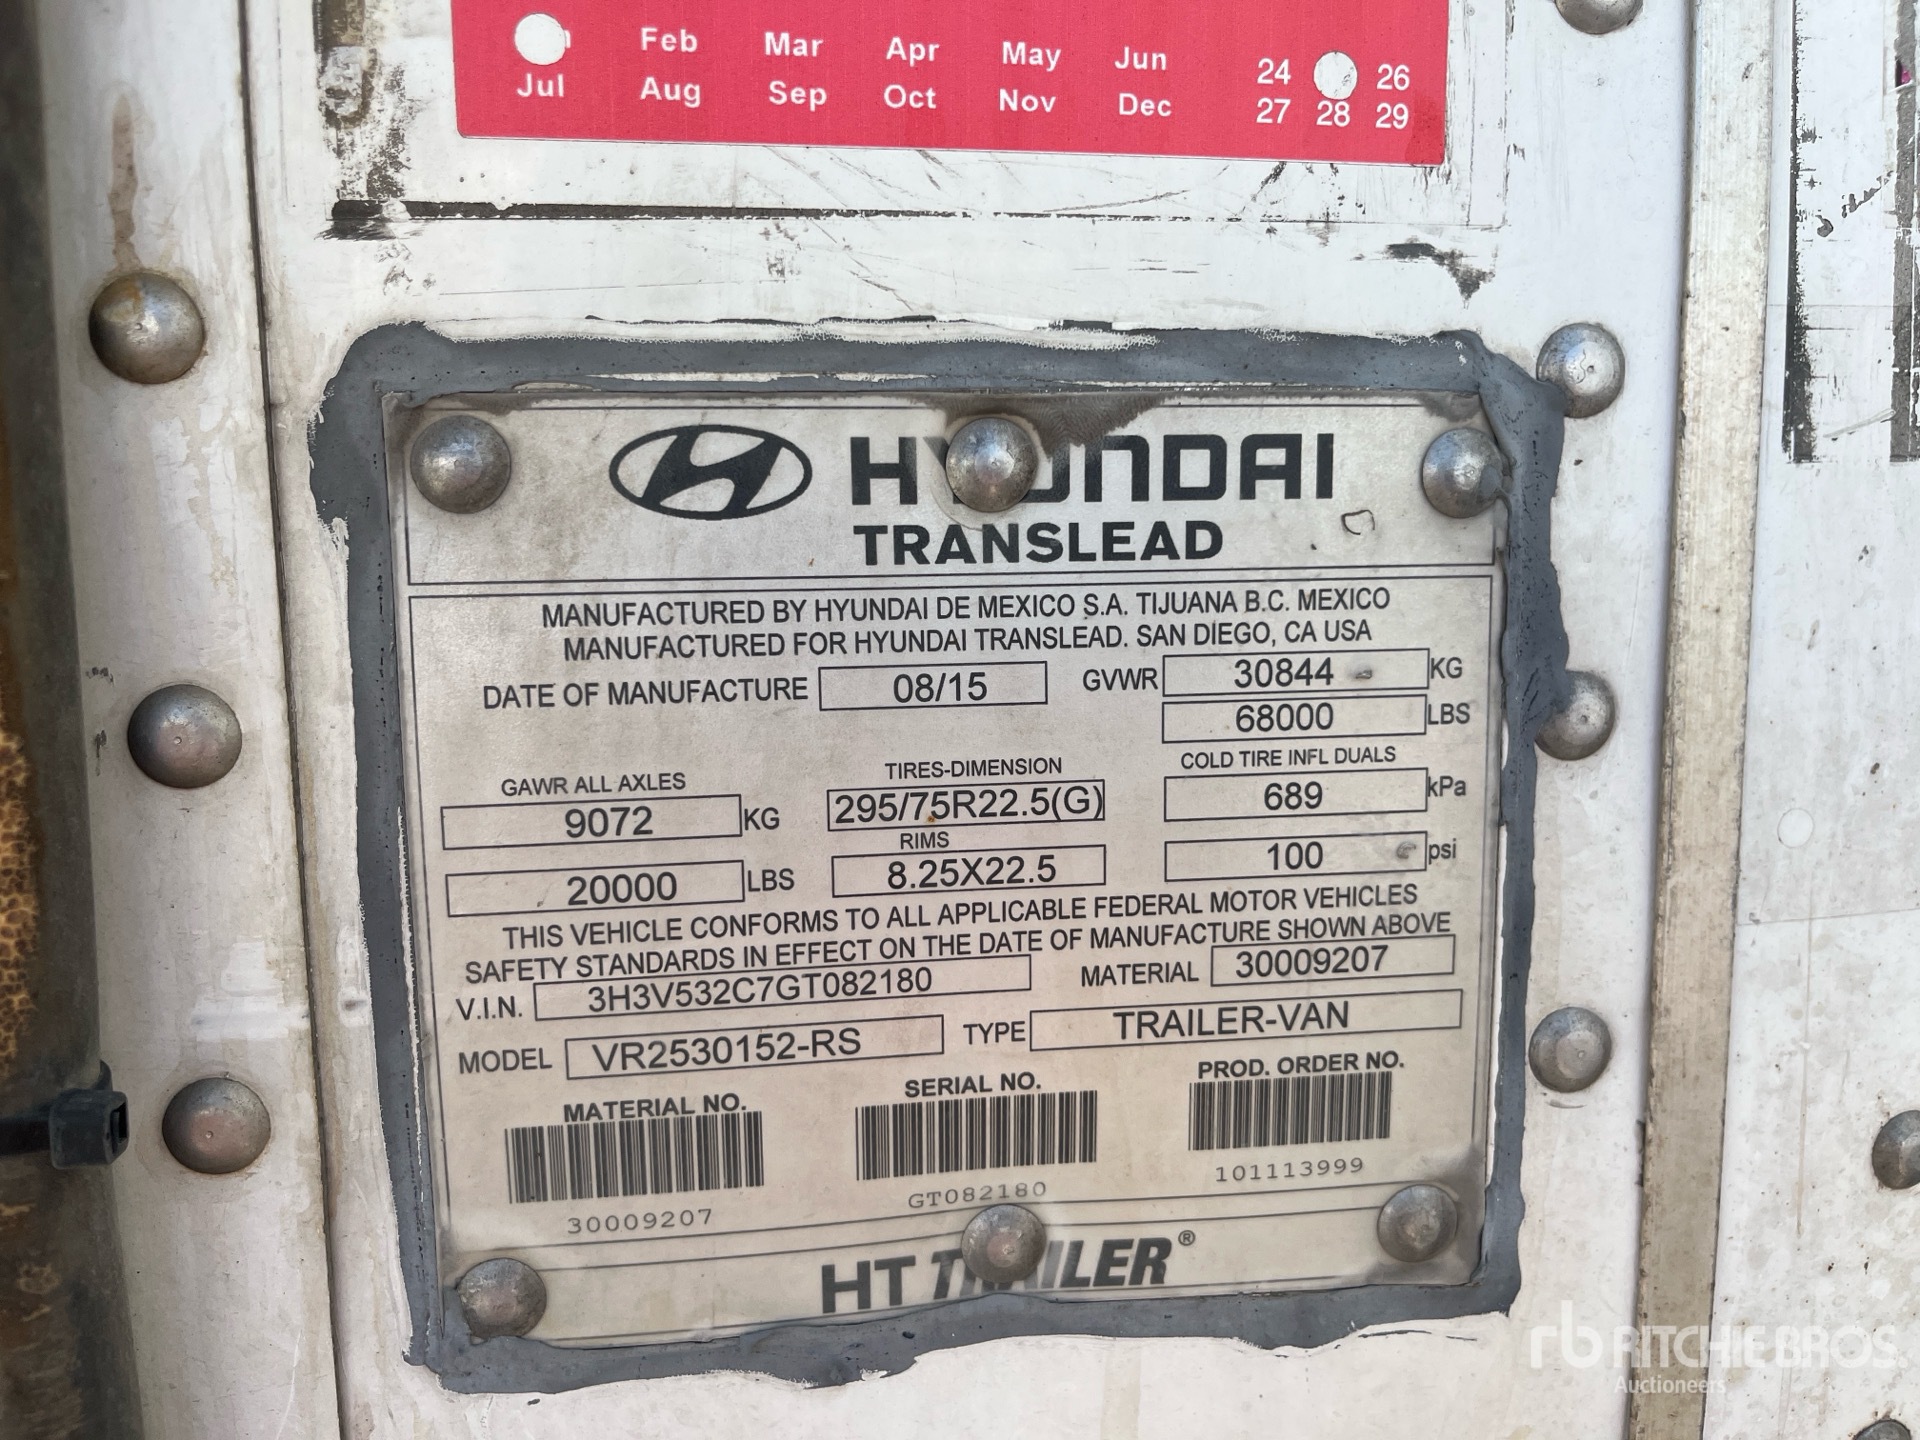 Feb Mar Apr May Jun 24 26
Jul Aug Sep Oct Nov Dec 27 28 29
HYUNDAI
TRANSLEAD
MANUFACTURED BY HYUNDAI DE MEXICO S.A. TIJUANA B.C. MEXICO
MANUFACTURED FOR HYUNDAI TRANSLEAD. SAN DIEGO, CA USA
DATE OF MANUFACTURE 08/15 GVWR 30844 KG
68000 LBS
GAWR ALL AXLES TIRES-DIMENSION COLD TIRE INFL DUALS
9072 KG 295/75R22.5(G) 689 kPa
RIMS
20000 LBS 8.25X22.5 100 psi
THIS VEHICLE CONFORMS TO ALL APPLICABLE FEDERAL MOTOR VEHICLES
SAFETY STANDARDS IN EFFECT ON THE DATE OF MANUFACTURE SHOWN ABOVE
V.I.N. 3H3V532C7GT082180 MATERIAL 30009207
MODEL VR2530152-RS TYPE TRAILER-VAN
MATERIAL NO. SERIAL NO. PROD. ORDER NO.
30009207 GT082180 101113999
HT TRAILER®
rb RITCHIE BROS.
Auctioneers